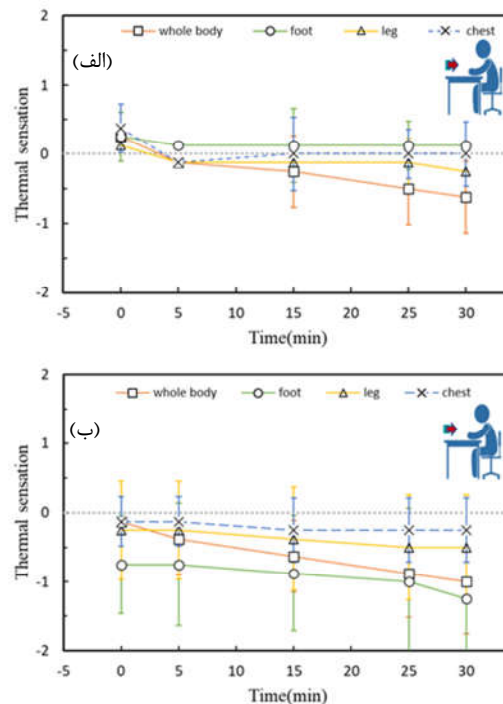 whole body foot leg chest
(الف)
Thermal sensation
2
1
0
-1
-2
-5 0 5 10 15 20 25 30
Time(min)
whole body foot leg chest
(ب)
Thermal sensation
2
1
0
-1
-2
-5 0 5 10 15 20 25 30
Time(min)